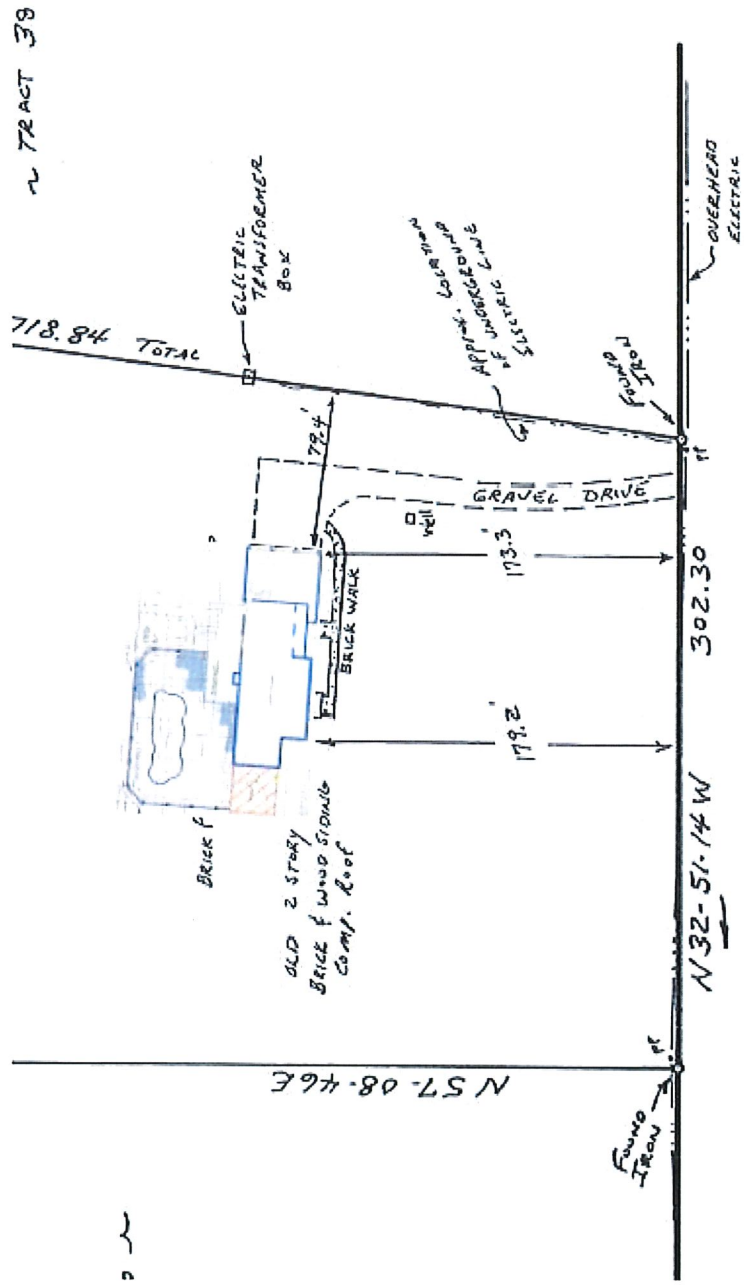 ~ TRACT 38
718.84 TOTAL
ELECTRIC
TRANSFORMER
BOX
APPROX. LOCATION
OF UNDERGROUND
ELECTRIC LINE
79.4'
FOUND
IRON
OVERHEAD
ELECTRIC
GRAVEL DRIVE
Well
BRICK WALK
173.3'
302.30
179.2'
BRICK &
OLD 2 STORY
BRICK & WOOD SIDING
COMP. ROOF
N 32-51-14 W
N 57-08-46 E
FOUND
IRON